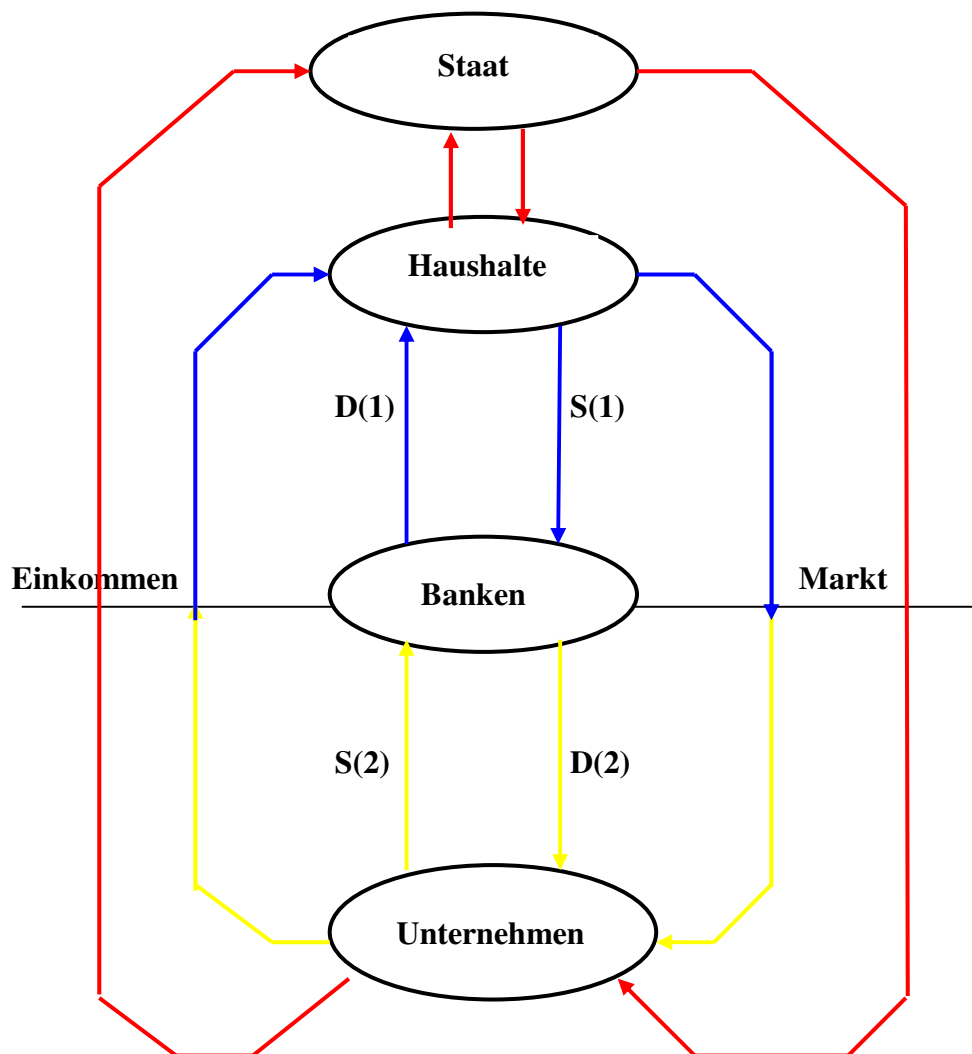 Staat
Haushalte
D(1)
S(1)
Einkommen
Banken
Markt
S(2)
D(2)
Unternehmen